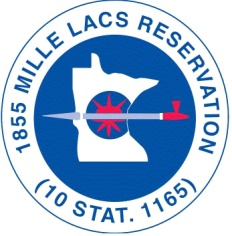 1855 MILLE LACS RESERVATION
(10 STAT. 1165)